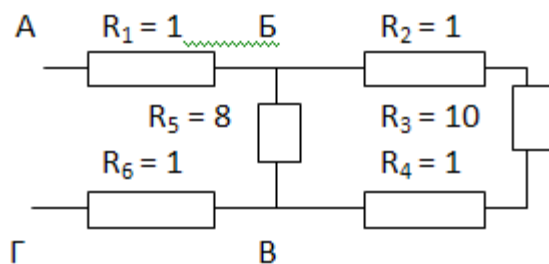 А R₁ = 1 Б R₂ = 1
R₅ = 8 R₃ = 10
R₆ = 1 R₄ = 1
Г В